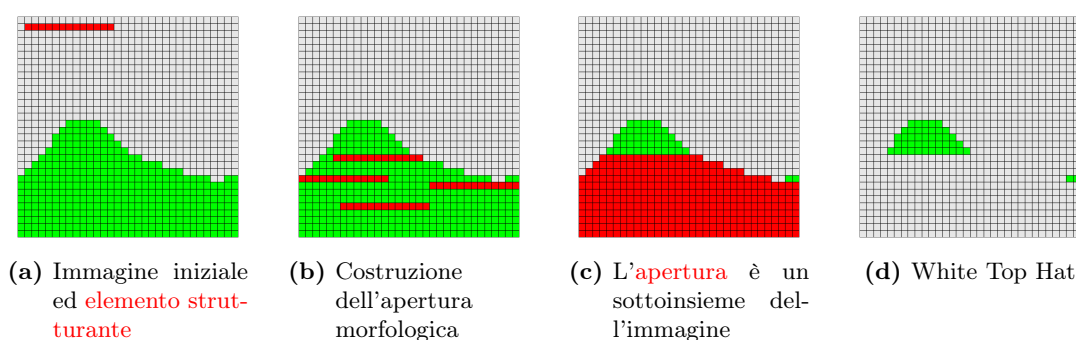 (a) Immagine iniziale
ed elemento strut-
turante
(b) Costruzione
dell'apertura
morfologica
(c) L'apertura è un
sottoinsieme del-
l'immagine
(d) White Top Hat